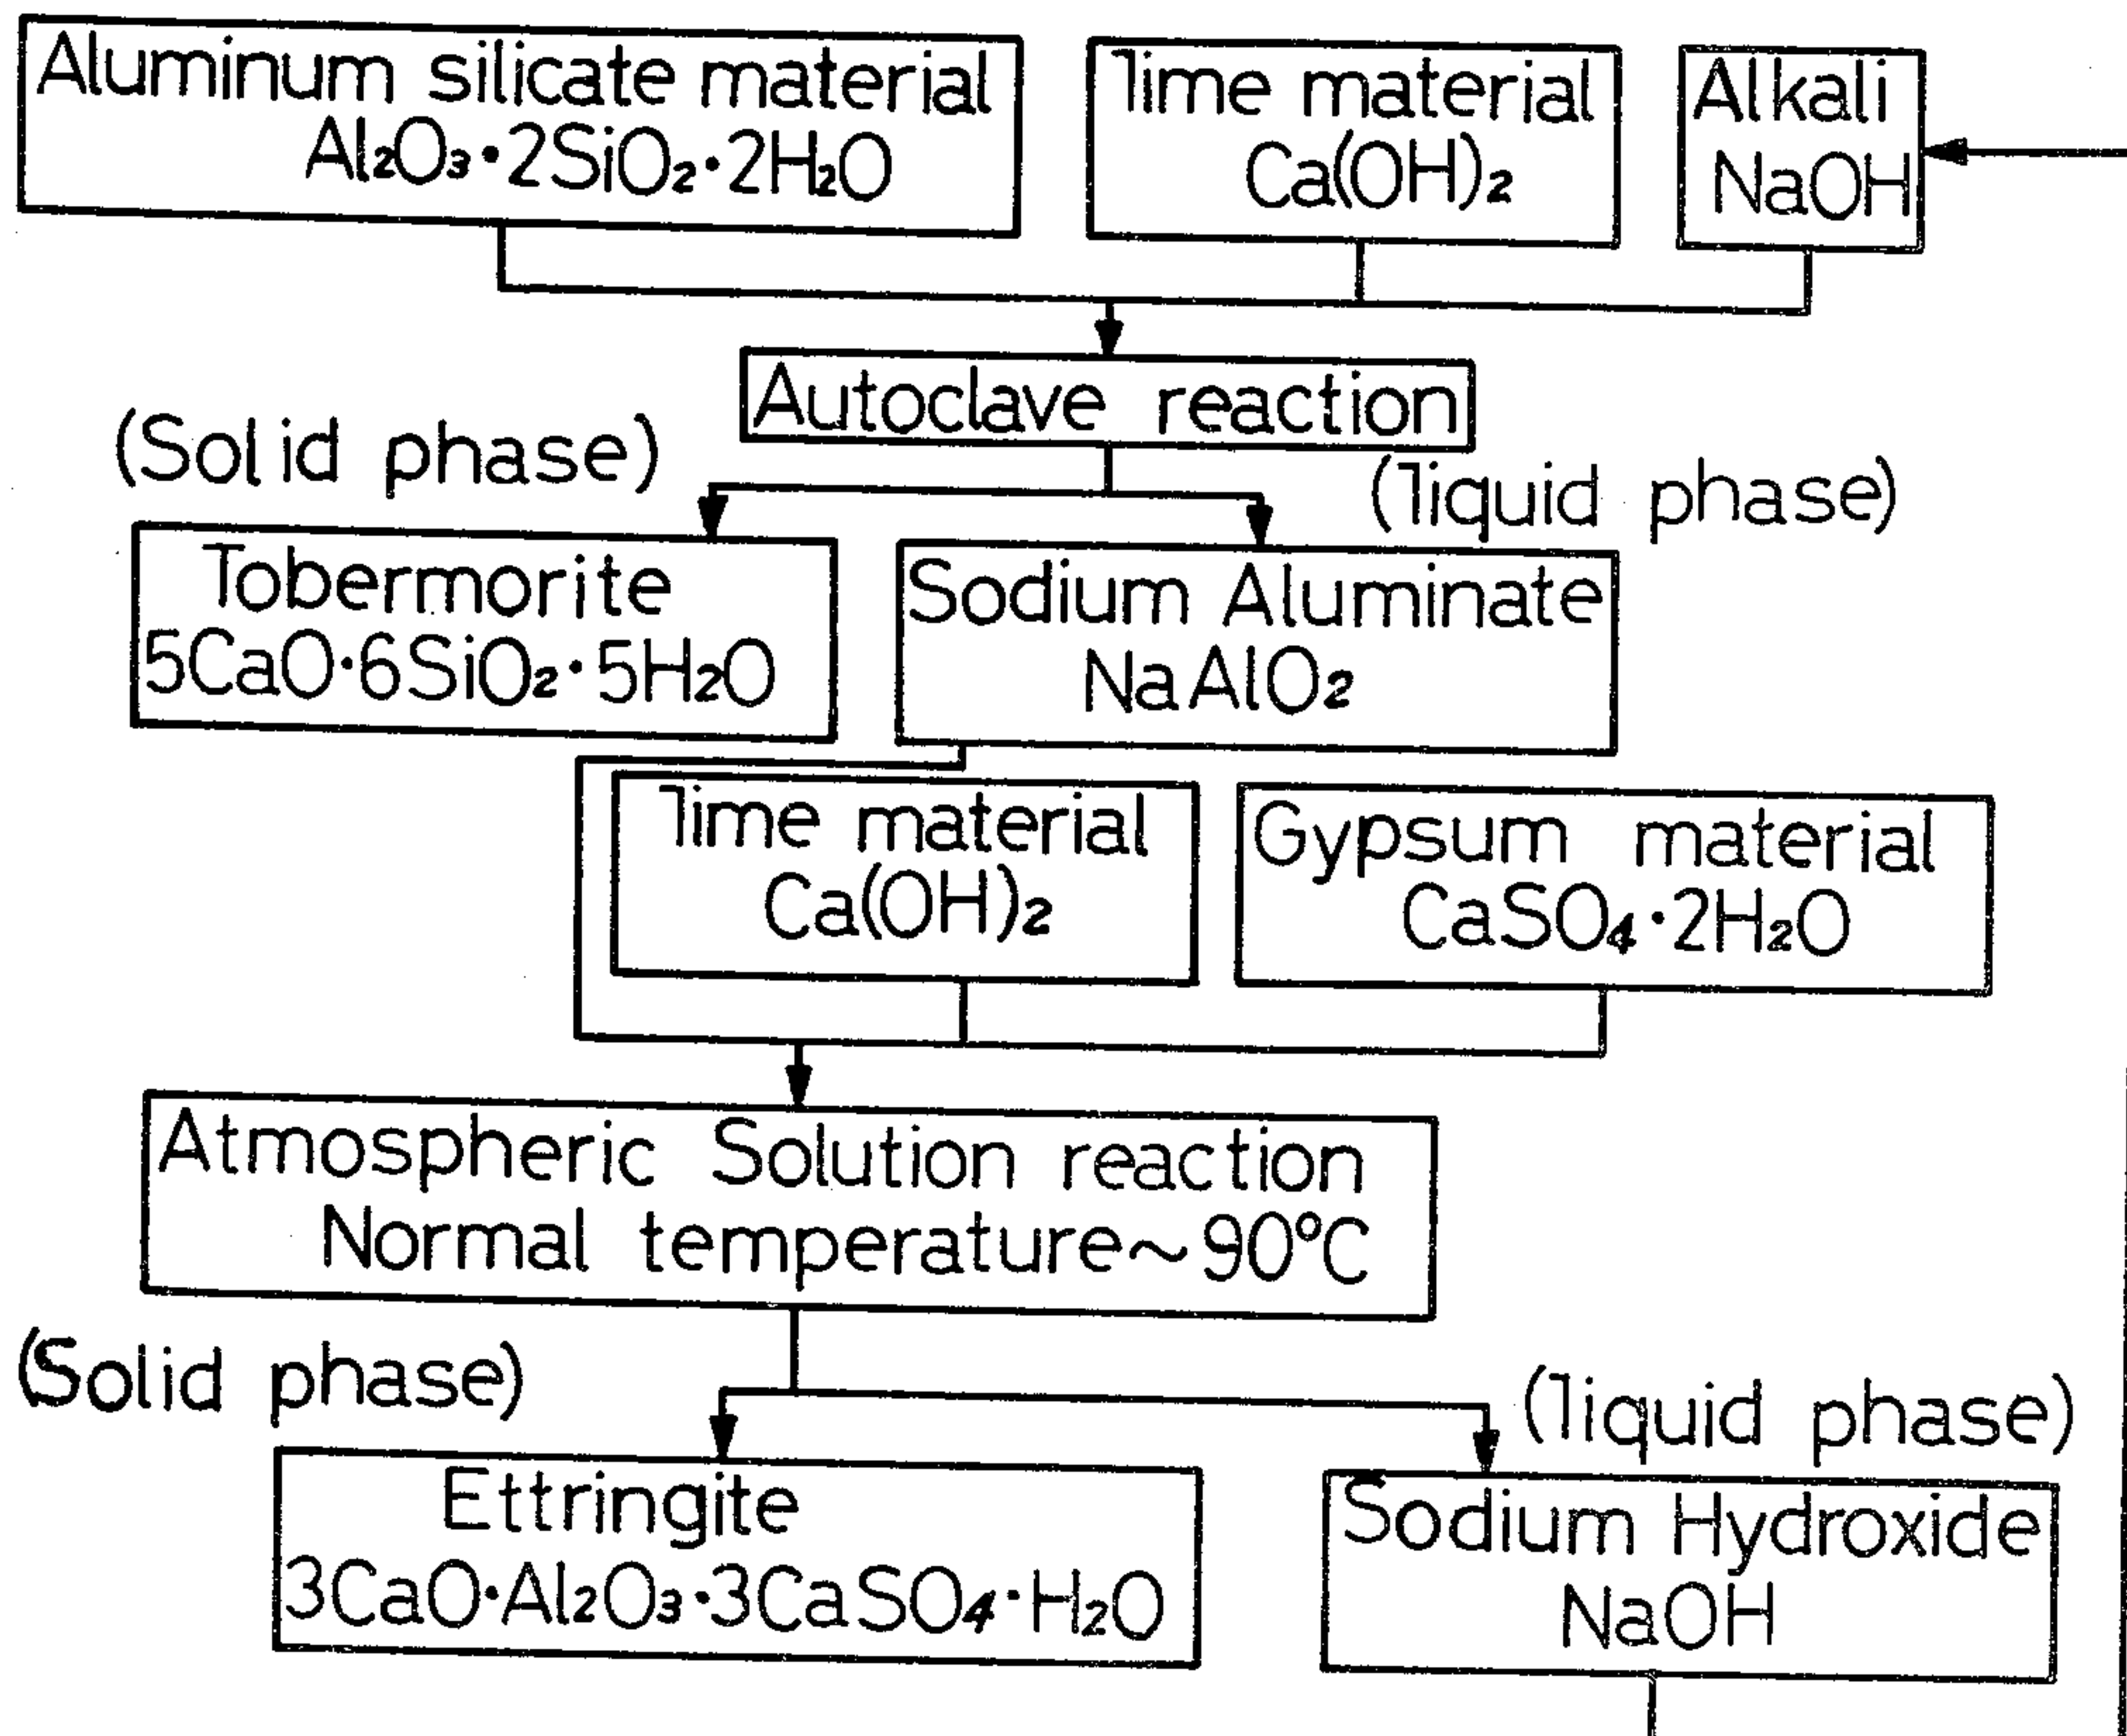 Aluminum silicate material
Al₂O₃·2SiO₂·2H₂O
lime material
Ca(OH)₂
Alkali
NaOH
Autoclave reaction
(Solid phase)
(liquid phase)
Tobermorite
5CaO·6SiO₂·5H₂O
Sodium Aluminate
NaAlO₂
lime material
Ca(OH)₂
Gypsum material
CaSO₄·2H₂O
Atmospheric Solution reaction
Normal temperature~90°C
(Solid phase)
(liquid phase)
Ettringite
3CaO·Al₂O₃·3CaSO₄·H₂O
Sodium Hydroxide
NaOH